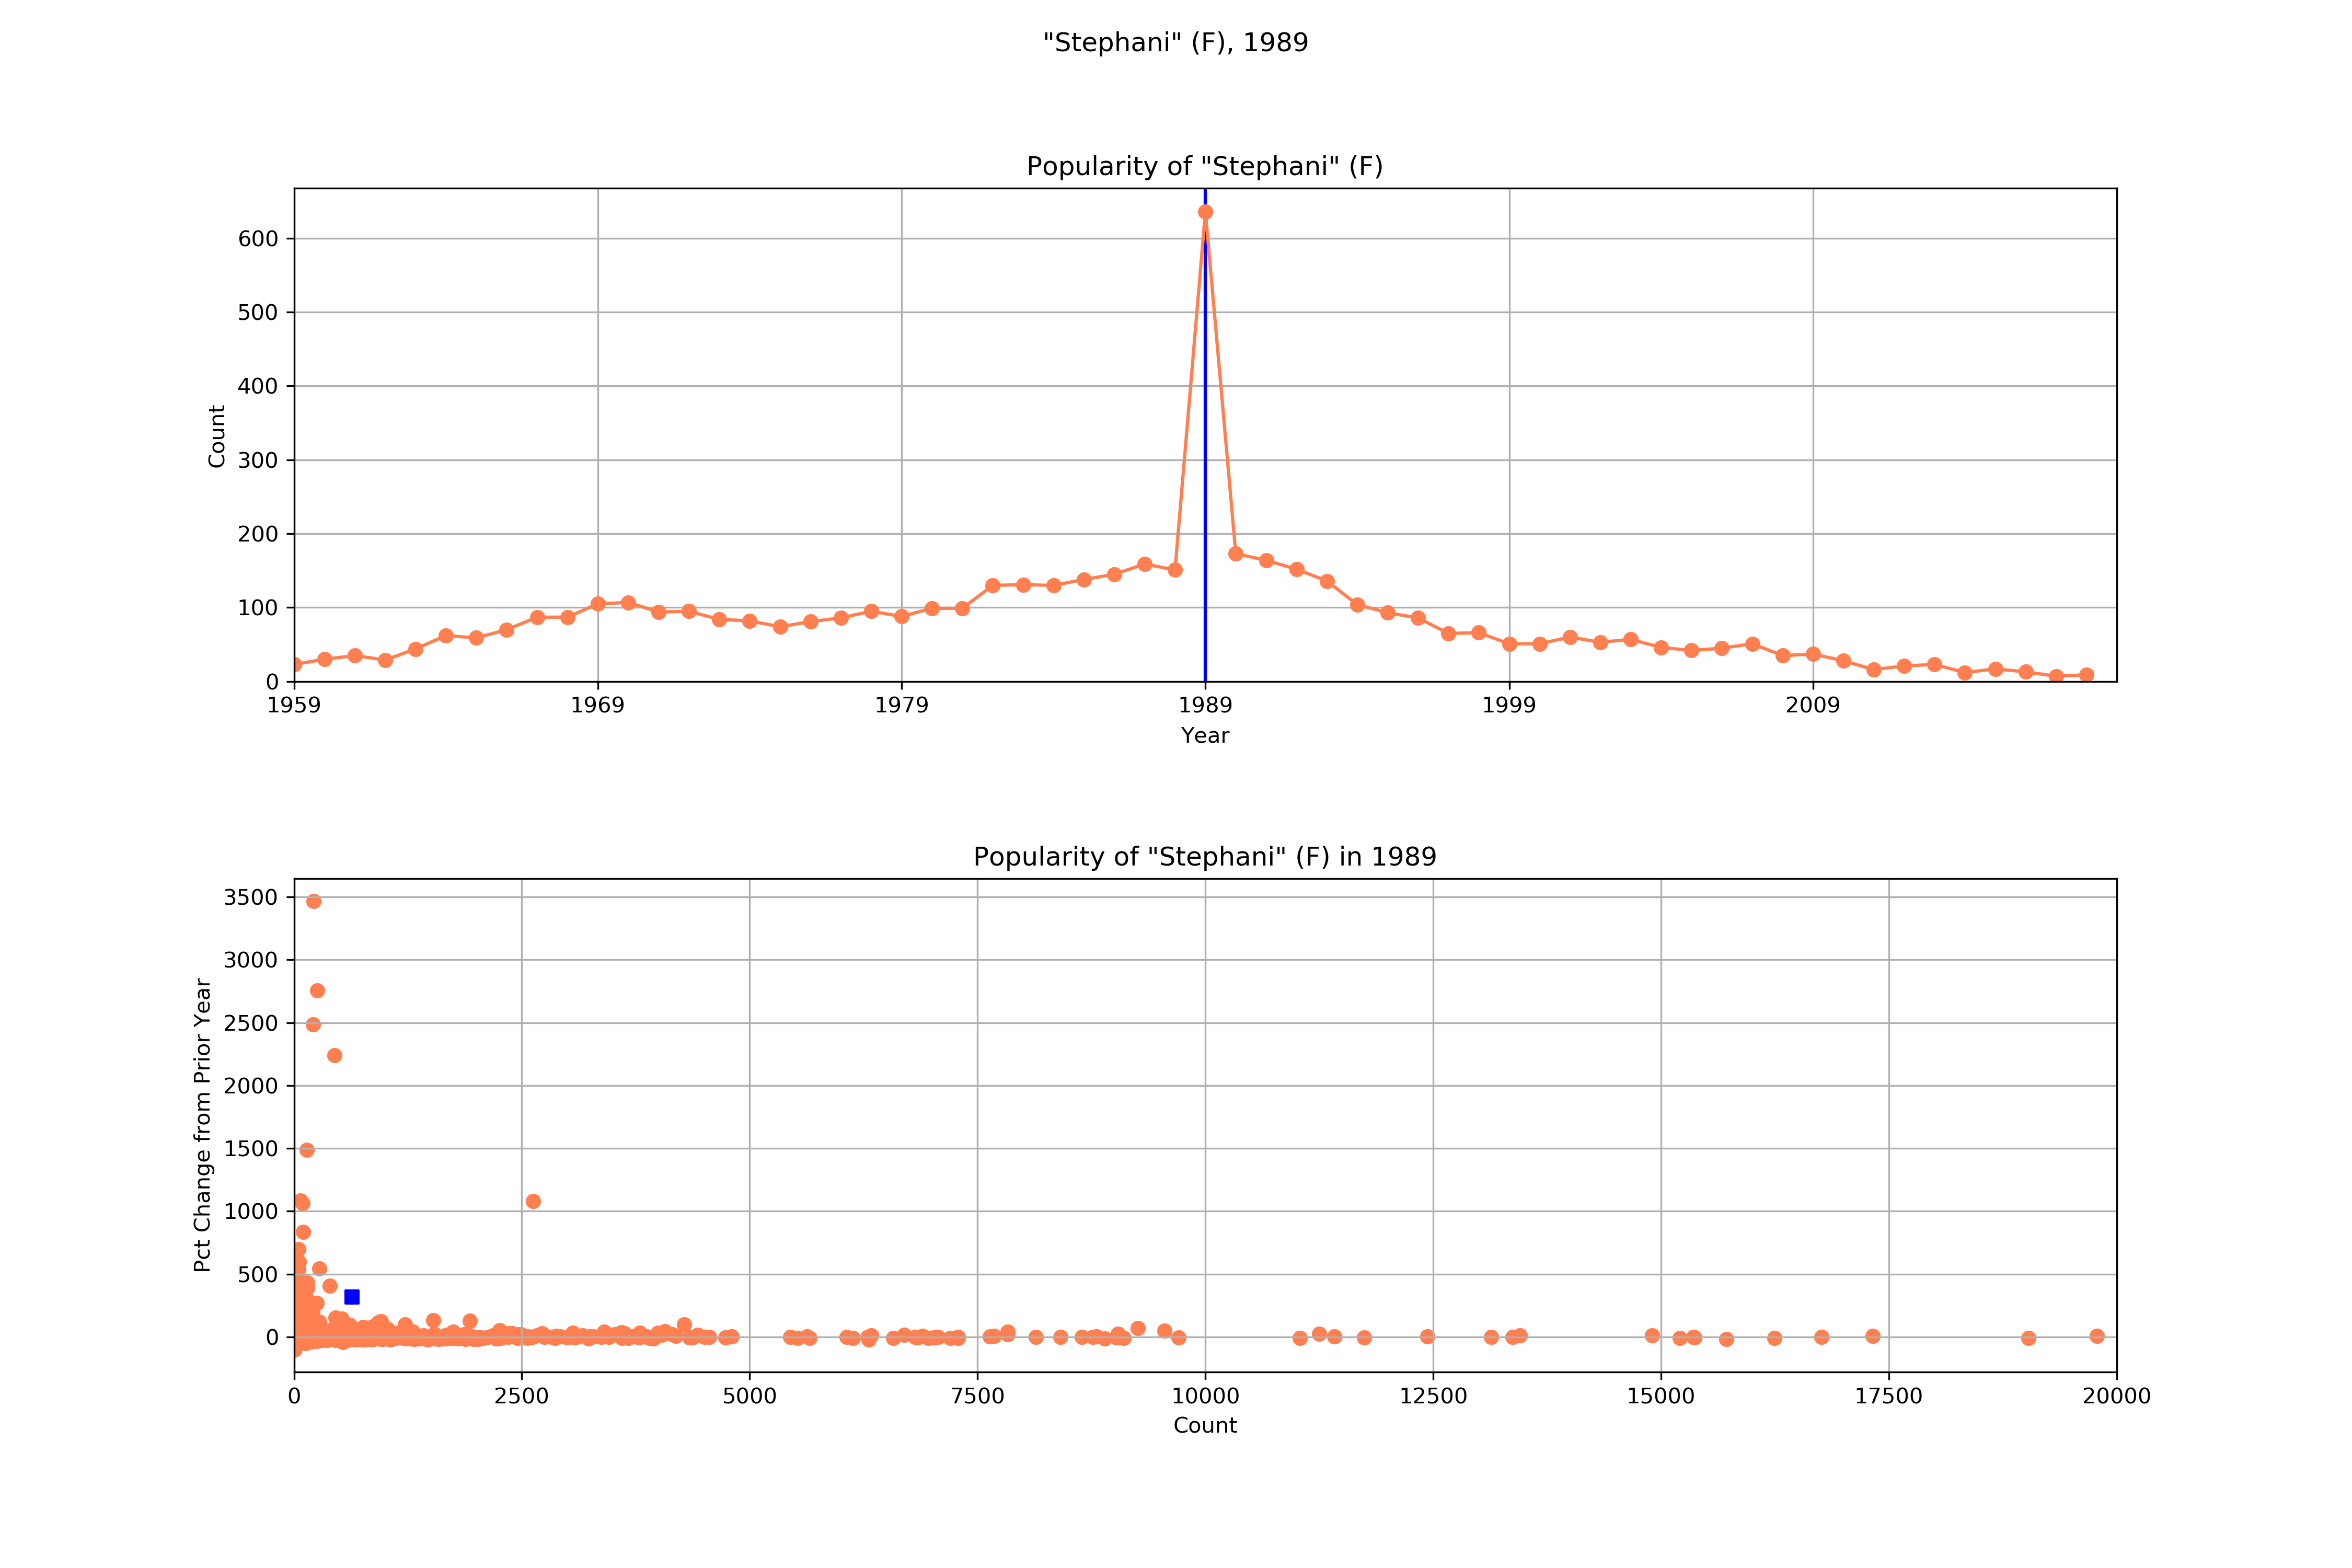 "Stephani" (F), 1989
Popularity of "Stephani" (F)
600
500
400
300
200
100
0
Count
1959 1969 1979 1989 1999 2009
Year
Popularity of "Stephani" (F) in 1989
3500
3000
2500
2000
1500
1000
500
0
Pct Change from Prior Year
0 2500 5000 7500 10000 12500 15000 17500 20000
Count